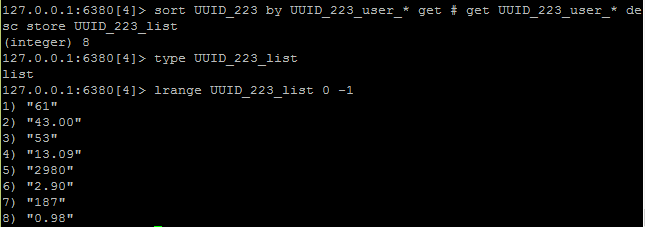 127.0.0.1:6380[4]> sort UUID_223 by UUID_223_user_* get # get UUID_223_user_* de
sc store UUID_223_list
(integer) 8
127.0.0.1:6380[4]> type UUID_223_list
list
127.0.0.1:6380[4]> lrange UUID_223_list 0 -1
1) "61"
2) "43.00"
3) "53"
4) "13.09"
5) "2980"
6) "2.90"
7) "187"
8) "0.98"